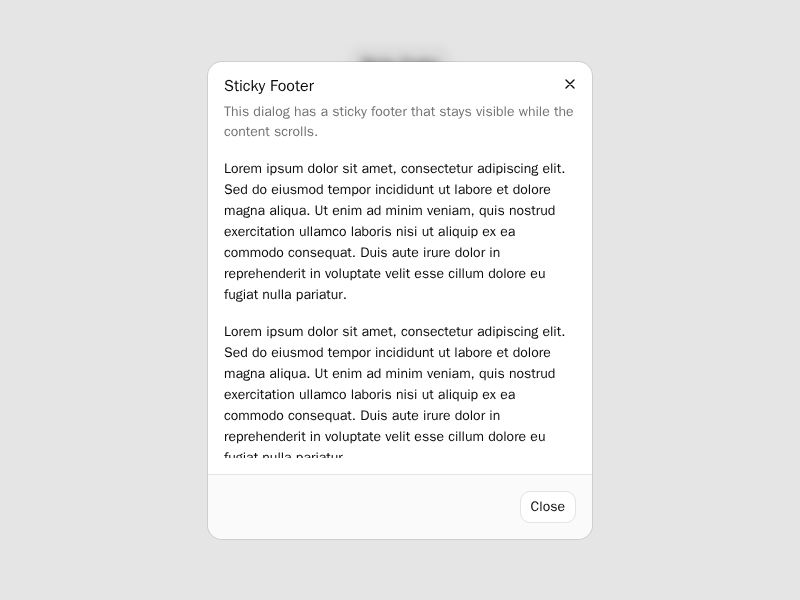 Sticky Footer
This dialog has a sticky footer that stays visible while the
content scrolls.
Lorem ipsum dolor sit amet, consectetur adipiscing elit.
Sed do eiusmod tempor incididunt ut labore et dolore
magna aliqua. Ut enim ad minim veniam, quis nostrud
exercitation ullamco laboris nisi ut aliquip ex ea
commodo consequat. Duis aute irure dolor in
reprehenderit in voluptate velit esse cillum dolore eu
fugiat nulla pariatur.
Lorem ipsum dolor sit amet, consectetur adipiscing elit.
Sed do eiusmod tempor incididunt ut labore et dolore
magna aliqua. Ut enim ad minim veniam, quis nostrud
exercitation ullamco laboris nisi ut aliquip ex ea
commodo consequat. Duis aute irure dolor in
reprehenderit in voluptate velit esse cillum dolore eu
fugiat nulla pariatur.
Close